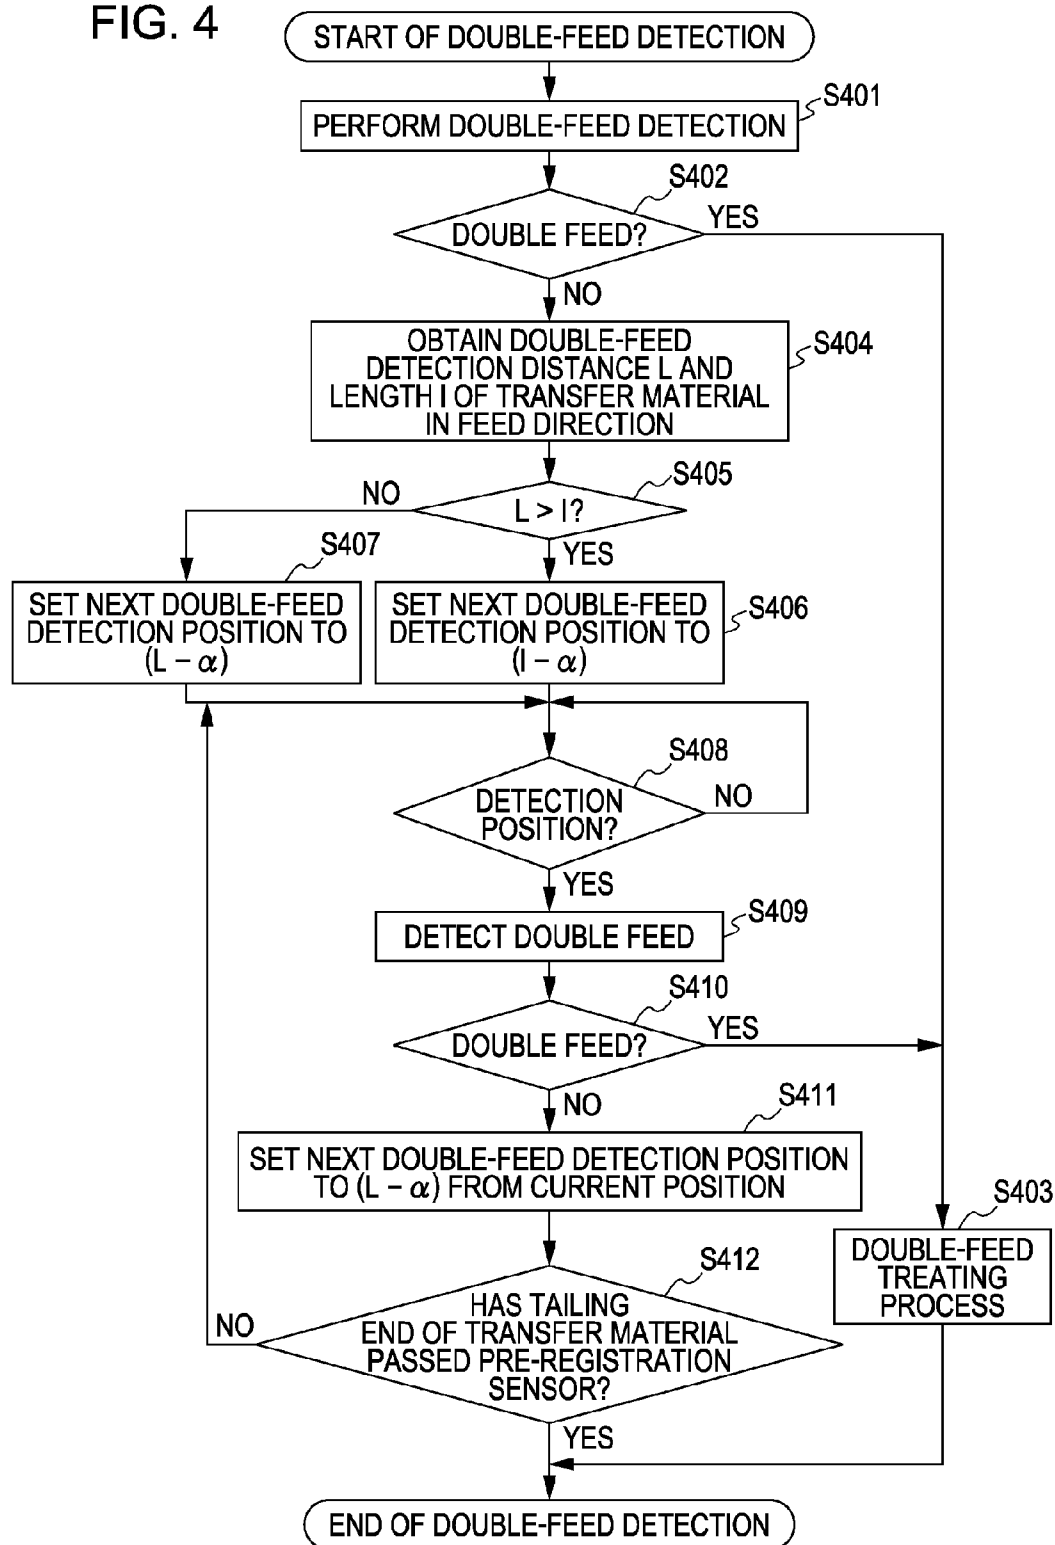 FIG. 4
START OF DOUBLE-FEED DETECTION
S401
PERFORM DOUBLE-FEED DETECTION
S402
DOUBLE FEED?
YES
NO
S404
OBTAIN DOUBLE-FEED
DETECTION DISTANCE L AND
LENGTH l OF TRANSFER MATERIAL
IN FEED DIRECTION
S405
L > l?
NO
YES
S407
SET NEXT DOUBLE-FEED
DETECTION POSITION TO
(L – α)
S406
SET NEXT DOUBLE-FEED
DETECTION POSITION TO
(l – α)
S408
DETECTION
POSITION?
NO
YES
S409
DETECT DOUBLE FEED
S410
DOUBLE FEED?
YES
NO
S411
SET NEXT DOUBLE-FEED DETECTION POSITION
TO (L – α) FROM CURRENT POSITION
S403
DOUBLE-FEED
TREATING
PROCESS
S412
HAS TAILING
END OF TRANSFER MATERIAL
PASSED PRE-REGISTRATION
SENSOR?
NO
YES
END OF DOUBLE-FEED DETECTION